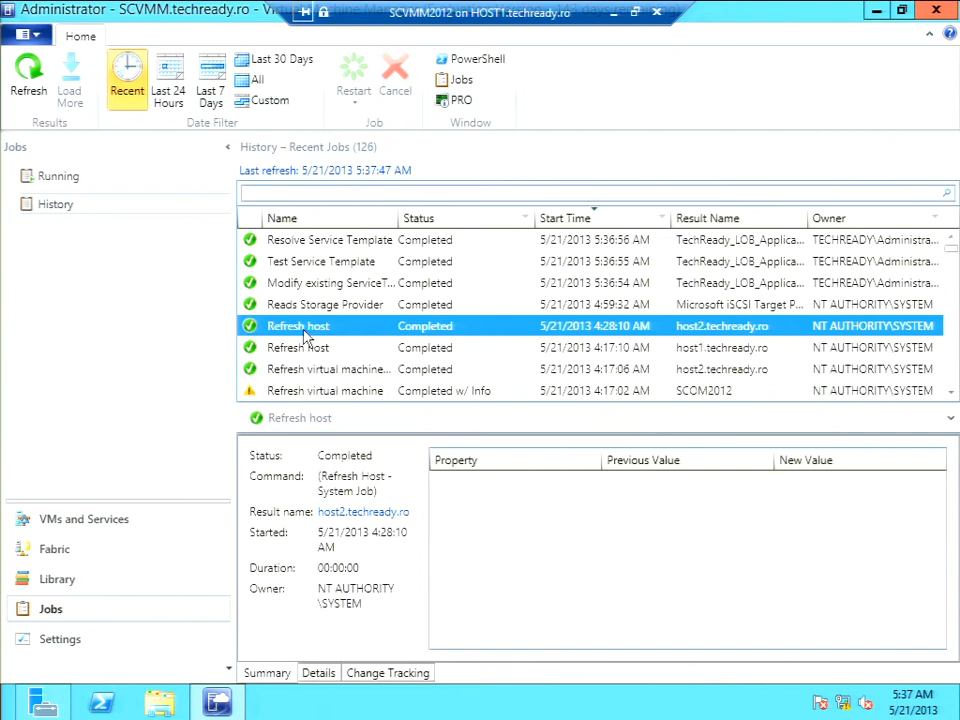 Administrator - SCVMM.techready.ro - Vir
SCVMM2012 on HOST1.techready.ro
Home
Refresh
Load More
Results
Recent
Last 24 Hours
Last 7 Days
Last 30 Days
All
Custom
Date Filter
Restart
Cancel
Job
PowerShell
Jobs
PRO
Window
Jobs
Running
History
History – Recent Jobs (126)
Last refresh: 5/21/2013 5:37:47 AM
Name Status Start Time Result Name Owner
Resolve Service Template Completed 5/21/2013 5:36:56 AM TechReady_LOB_Applica... TECHREADY\Administra...
Test Service Template Completed 5/21/2013 5:36:55 AM TechReady_LOB_Applica... TECHREADY\Administra...
Modify existing ServiceT... Completed 5/21/2013 5:36:54 AM TechReady_LOB_Applica... TECHREADY\Administra...
Reads Storage Provider Completed 5/21/2013 4:59:32 AM Microsoft iSCSI Target P... NT AUTHORITY\SYSTEM
Refresh host Completed 5/21/2013 4:28:10 AM host2.techready.ro NT AUTHORITY\SYSTEM
Refresh host Completed 5/21/2013 4:17:10 AM host1.techready.ro NT AUTHORITY\SYSTEM
Refresh virtual machine... Completed 5/21/2013 4:17:06 AM host2.techready.ro NT AUTHORITY\SYSTEM
Refresh virtual machine Completed w/ Info 5/21/2013 4:17:02 AM SCOM2012 NT AUTHORITY\SYSTEM
Refresh host
Status: Completed
Command: (Refresh Host -
System Job)
Result name: host2.techready.ro
Started: 5/21/2013 4:28:10
AM
Duration: 00:00:00
Owner: NT AUTHORITY
\SYSTEM
Property Previous Value New Value
VMs and Services
Fabric
Library
Jobs
Settings
Summary Details Change Tracking
5:37 AM
5/21/2013